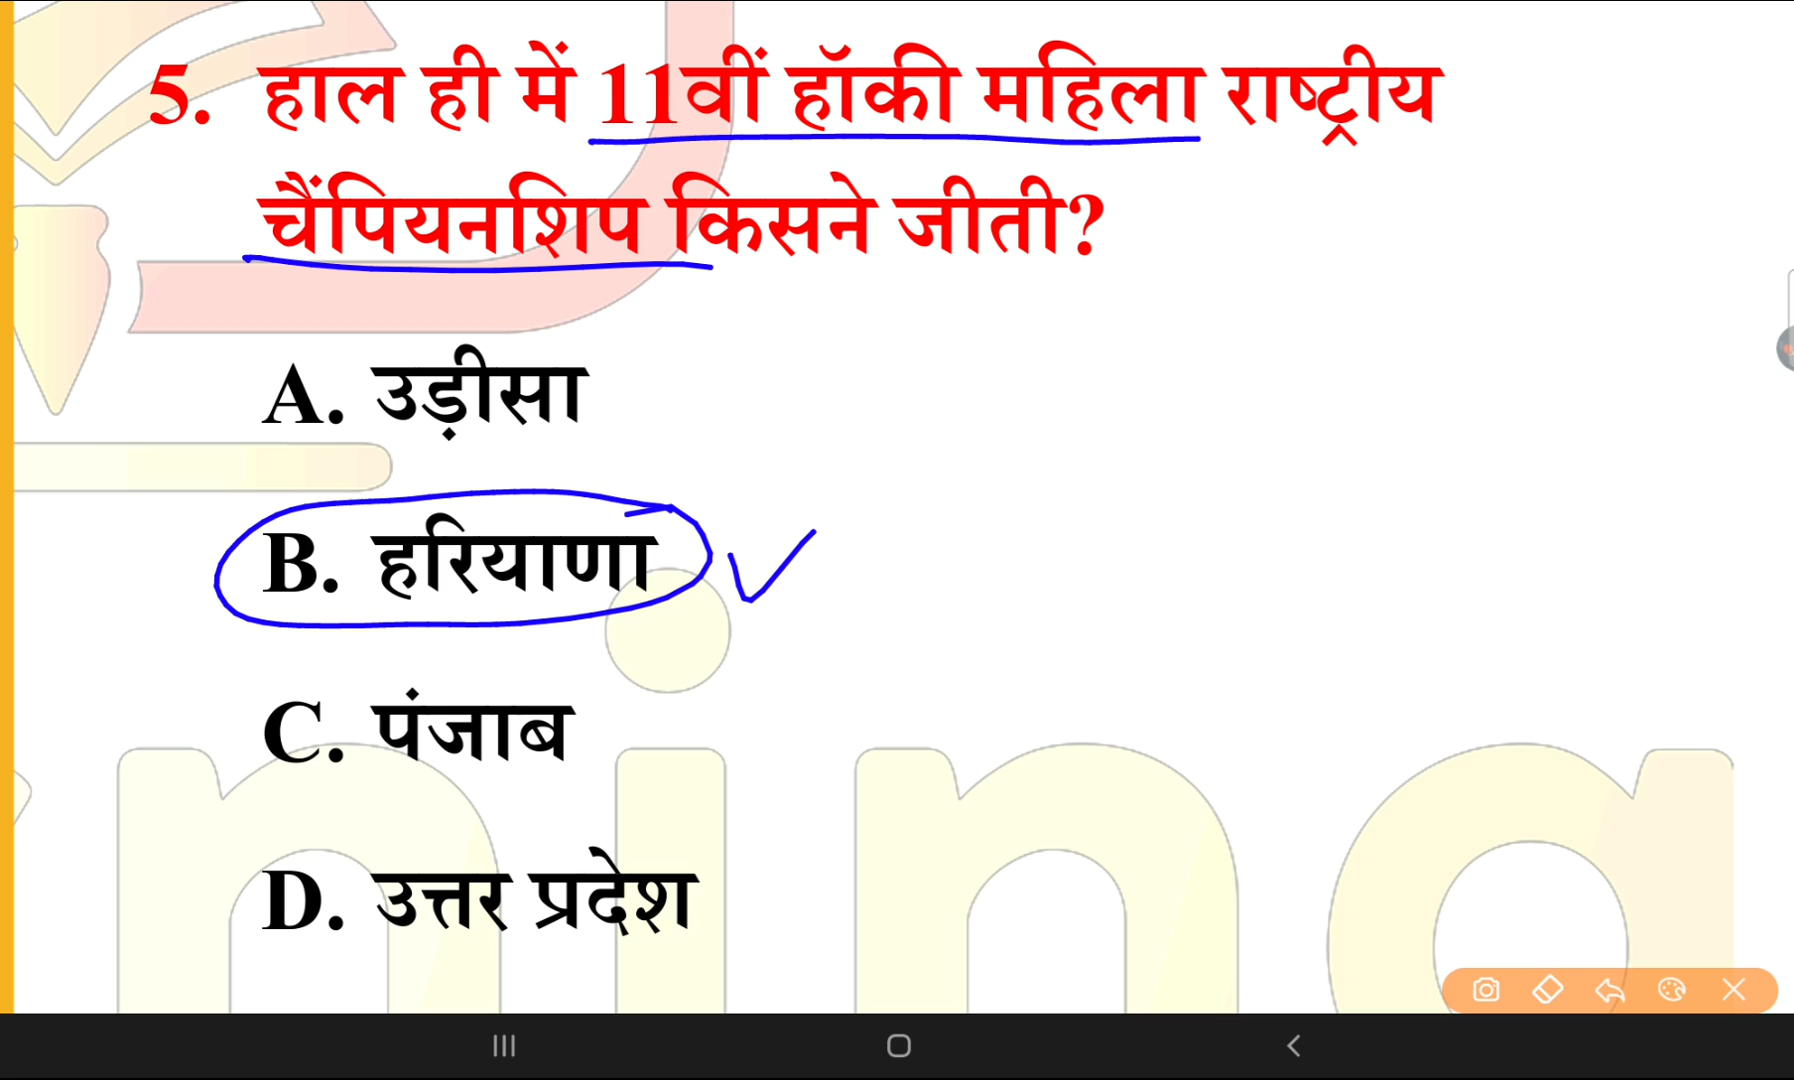 5. हाल ही में 11वीं हॉकी महिला राष्ट्रीय
चैंपियनशिप किसने जीती?
A. उड़ीसा
B. हरियाणा
C. पंजाब
D. उत्तर प्रदेश